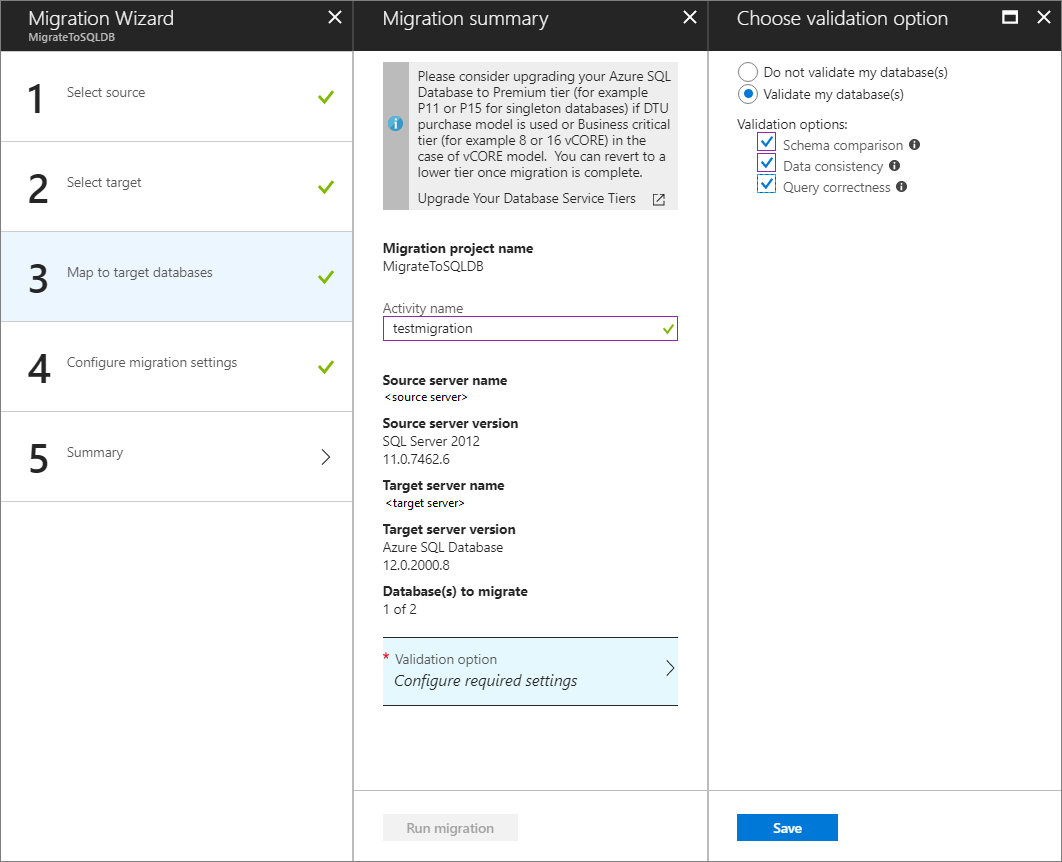 Migration Wizard
MigrateToSQLDB
1
Select source
2
Select target
3
Map to target databases
4
Configure migration settings
5
Summary
Migration summary
Please consider upgrading your Azure SQL
Database to Premium tier (for example
P11 or P15 for singleton databases) if DTU
purchase model is used or Business critical
tier (for example 8 or 16 vCORE) in the
case of vCORE model.  You can revert to a
lower tier once migration is complete.
Upgrade Your Database Service Tiers
Migration project name
MigrateToSQLDB
Activity name
testmigration
Source server name
<source server>
Source server version
SQL Server 2012
11.0.7462.6
Target server name
<target server>
Target server version
Azure SQL Database
12.0.2000.8
Database(s) to migrate
1 of 2
* Validation option
Configure required settings
Run migration
Choose validation option
Do not validate my database(s)
Validate my database(s)
Validation options:
Schema comparison
Data consistency
Query correctness
Save